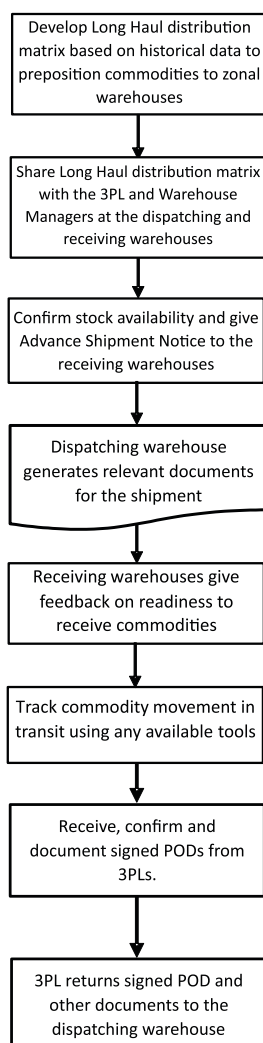 Develop Long Haul distribution
matrix based on historical data to
preposition commodities to zonal
warehouses
Share Long Haul distribution matrix
with the 3PL and Warehouse
Managers at the dispatching and
receiving warehouses
Confirm stock availability and give
Advance Shipment Notice to the
receiving warehouses
Dispatching warehouse
generates relevant documents
for the shipment
Receiving warehouses give
feedback on readiness to
receive commodities
Track commodity movement in
transit using any available tools
Receive, confirm and
document signed PODs from
3PLs.
3PL returns signed POD and
other documents to the
dispatching warehouse